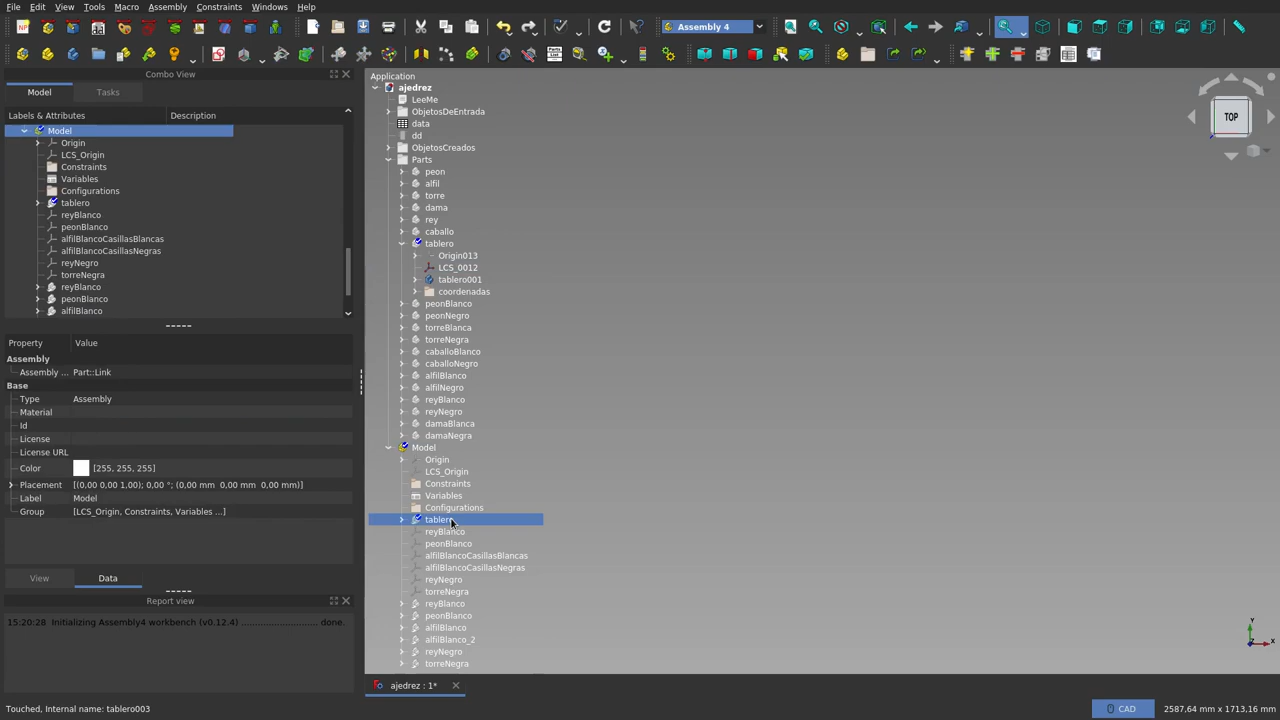 File Edit View Tools Macro Assembly Constraints Windows Help
Assembly 4
Combo View
Model Tasks
Labels & Attributes Description
Model
Origin
LCS_Origin
Constraints
Variables
Configurations
tablero
reyBlanco
peonBlanco
alfilBlancoCasillasBlancas
alfilBlancoCasillasNegras
reyNegro
torreNegra
reyBlanco
peonBlanco
alfilBlanco
Property Value
Assembly
Assembly ... Part::Link
Base
Type Assembly
Material
Id
License
License URL
Color [255, 255, 255]
Placement [(0,00 0,00 1,00); 0,00 °; (0,00 mm 0,00 mm 0,00 mm)]
Label Model
Group [LCS_Origin, Constraints, Variables ...]
View Data
Report view
15:20:28 Initializing Assembly4 workbench (v0.12.4) ............................. done.
Application
ajedrez
LeeMe
ObjetosDeEntrada
data
dd
ObjetosCreados
Parts
peon
alfil
torre
dama
rey
caballo
tablero
Origin013
LCS_0012
tablero001
coordenadas
peonBlanco
peonNegro
torreBlanca
torreNegra
caballoBlanco
caballoNegro
alfilBlanco
alfilNegro
reyBlanco
reyNegro
damaBlanca
damaNegra
Model
Origin
LCS_Origin
Constraints
Variables
Configurations
tablero
reyBlanco
peonBlanco
alfilBlancoCasillasBlancas
alfilBlancoCasillasNegras
reyNegro
torreNegra
reyBlanco
peonBlanco
alfilBlanco
alfilBlanco_2
reyNegro
torreNegra
TOP
Y
Z X
ajedrez : 1*
Touched, Internal name: tablero003
CAD 2587,64 mm x 1713,16 mm